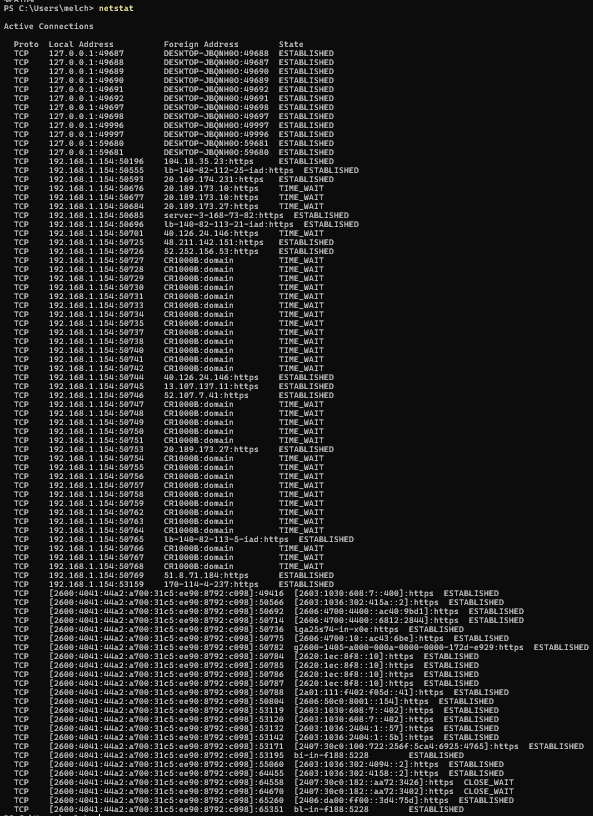 PS C:\Users\melch> netstat
Active Connections
Proto Local Address Foreign Address State
TCP 127.0.0.1:49687 DESKTOP-JBQNH0O:49688 ESTABLISHED
TCP 127.0.0.1:49688 DESKTOP-JBQNH0O:49687 ESTABLISHED
TCP 127.0.0.1:49689 DESKTOP-JBQNH0O:49690 ESTABLISHED
TCP 127.0.0.1:49690 DESKTOP-JBQNH0O:49689 ESTABLISHED
TCP 127.0.0.1:49691 DESKTOP-JBQNH0O:49692 ESTABLISHED
TCP 127.0.0.1:49692 DESKTOP-JBQNH0O:49691 ESTABLISHED
TCP 127.0.0.1:49697 DESKTOP-JBQNH0O:49698 ESTABLISHED
TCP 127.0.0.1:49698 DESKTOP-JBQNH0O:49697 ESTABLISHED
TCP 127.0.0.1:49996 DESKTOP-JBQNH0O:49997 ESTABLISHED
TCP 127.0.0.1:49997 DESKTOP-JBQNH0O:49996 ESTABLISHED
TCP 127.0.0.1:59680 DESKTOP-JBQNH0O:59681 ESTABLISHED
TCP 127.0.0.1:59681 DESKTOP-JBQNH0O:59680 ESTABLISHED
TCP 192.168.1.154:50196 104.18.35.23:https ESTABLISHED
TCP 192.168.1.154:50555 lb-140-82-112-25-iad:https ESTABLISHED
TCP 192.168.1.154:50593 20.169.174.231:https ESTABLISHED
TCP 192.168.1.154:50676 20.189.173.10:https TIME_WAIT
TCP 192.168.1.154:50677 20.189.173.10:https TIME_WAIT
TCP 192.168.1.154:50684 20.189.173.27:https TIME_WAIT
TCP 192.168.1.154:50685 server-3-168-73-82:https ESTABLISHED
TCP 192.168.1.154:50696 lb-140-82-113-21-iad:https ESTABLISHED
TCP 192.168.1.154:50701 40.126.24.146:https TIME_WAIT
TCP 192.168.1.154:50725 48.211.142.151:https ESTABLISHED
TCP 192.168.1.154:50726 52.252.156.53:https ESTABLISHED
TCP 192.168.1.154:50727 CR1000B:domain TIME_WAIT
TCP 192.168.1.154:50728 CR1000B:domain TIME_WAIT
TCP 192.168.1.154:50729 CR1000B:domain TIME_WAIT
TCP 192.168.1.154:50730 CR1000B:domain TIME_WAIT
TCP 192.168.1.154:50731 CR1000B:domain TIME_WAIT
TCP 192.168.1.154:50733 CR1000B:domain TIME_WAIT
TCP 192.168.1.154:50734 CR1000B:domain TIME_WAIT
TCP 192.168.1.154:50735 CR1000B:domain TIME_WAIT
TCP 192.168.1.154:50737 CR1000B:domain TIME_WAIT
TCP 192.168.1.154:50738 CR1000B:domain TIME_WAIT
TCP 192.168.1.154:50740 CR1000B:domain TIME_WAIT
TCP 192.168.1.154:50741 CR1000B:domain TIME_WAIT
TCP 192.168.1.154:50742 CR1000B:domain TIME_WAIT
TCP 192.168.1.154:50744 40.126.24.146:https ESTABLISHED
TCP 192.168.1.154:50745 13.107.137.11:https ESTABLISHED
TCP 192.168.1.154:50746 52.107.7.41:https ESTABLISHED
TCP 192.168.1.154:50747 CR1000B:domain TIME_WAIT
TCP 192.168.1.154:50748 CR1000B:domain TIME_WAIT
TCP 192.168.1.154:50749 CR1000B:domain TIME_WAIT
TCP 192.168.1.154:50750 CR1000B:domain TIME_WAIT
TCP 192.168.1.154:50751 CR1000B:domain TIME_WAIT
TCP 192.168.1.154:50753 20.189.173.27:https ESTABLISHED
TCP 192.168.1.154:50754 CR1000B:domain TIME_WAIT
TCP 192.168.1.154:50755 CR1000B:domain TIME_WAIT
TCP 192.168.1.154:50756 CR1000B:domain TIME_WAIT
TCP 192.168.1.154:50757 CR1000B:domain TIME_WAIT
TCP 192.168.1.154:50758 CR1000B:domain TIME_WAIT
TCP 192.168.1.154:50759 CR1000B:domain TIME_WAIT
TCP 192.168.1.154:50762 CR1000B:domain TIME_WAIT
TCP 192.168.1.154:50763 CR1000B:domain TIME_WAIT
TCP 192.168.1.154:50764 CR1000B:domain TIME_WAIT
TCP 192.168.1.154:50765 lb-140-82-113-5-iad:https ESTABLISHED
TCP 192.168.1.154:50766 CR1000B:domain TIME_WAIT
TCP 192.168.1.154:50767 CR1000B:domain TIME_WAIT
TCP 192.168.1.154:50768 CR1000B:domain TIME_WAIT
TCP 192.168.1.154:50769 51.8.71.184:https ESTABLISHED
TCP 192.168.1.154:53159 170-114-4-237:https ESTABLISHED
TCP [2600:4041:44a2:a700:31c5:ee90:8792:c098]:49416 [2603:1030:608:7::400]:https ESTABLISHED
TCP [2600:4041:44a2:a700:31c5:ee90:8792:c098]:50566 [2603:1036:302:415a::2]:https ESTABLISHED
TCP [2600:4041:44a2:a700:31c5:ee90:8792:c098]:50692 [2606:4700:4400::ac40:9bd1]:https ESTABLISHED
TCP [2600:4041:44a2:a700:31c5:ee90:8792:c098]:50714 [2606:4700:4400::6812:2844]:https ESTABLISHED
TCP [2600:4041:44a2:a700:31c5:ee90:8792:c098]:50736 lga25s74-in-x0e:https ESTABLISHED
TCP [2600:4041:44a2:a700:31c5:ee90:8792:c098]:50775 [2606:4700:10::ac43:6be]:https ESTABLISHED
TCP [2600:4041:44a2:a700:31c5:ee90:8792:c098]:50782 g2600-1405-a000-000a-0000-0000-172d-e929:https ESTABLISHED
TCP [2600:4041:44a2:a700:31c5:ee90:8792:c098]:50784 [2620:1ec:8f8::10]:https ESTABLISHED
TCP [2600:4041:44a2:a700:31c5:ee90:8792:c098]:50785 [2620:1ec:8f8::10]:https ESTABLISHED
TCP [2600:4041:44a2:a700:31c5:ee90:8792:c098]:50786 [2620:1ec:8f8::10]:https ESTABLISHED
TCP [2600:4041:44a2:a700:31c5:ee90:8792:c098]:50787 [2620:1ec:8f8::10]:https ESTABLISHED
TCP [2600:4041:44a2:a700:31c5:ee90:8792:c098]:50788 [2a01:111:f402:f05d::41]:https ESTABLISHED
TCP [2600:4041:44a2:a700:31c5:ee90:8792:c098]:50804 [2606:50c0:8001::154]:https ESTABLISHED
TCP [2600:4041:44a2:a700:31c5:ee90:8792:c098]:53119 [2603:1030:608:7::402]:https ESTABLISHED
TCP [2600:4041:44a2:a700:31c5:ee90:8792:c098]:53120 [2603:1030:608:7::402]:https ESTABLISHED
TCP [2600:4041:44a2:a700:31c5:ee90:8792:c098]:53132 [2603:1036:2404:1::57]:https ESTABLISHED
TCP [2600:4041:44a2:a700:31c5:ee90:8792:c098]:53142 [2603:1036:2404:1::5b]:https ESTABLISHED
TCP [2600:4041:44a2:a700:31c5:ee90:8792:c098]:53171 [2407:30c0:100:722:256f:5ca4:6925:4765]:https ESTABLISHED
TCP [2600:4041:44a2:a700:31c5:ee90:8792:c098]:53195 bi-in-f188:5228 ESTABLISHED
TCP [2600:4041:44a2:a700:31c5:ee90:8792:c098]:55060 [2603:1036:302:4094::2]:https ESTABLISHED
TCP [2600:4041:44a2:a700:31c5:ee90:8792:c098]:64455 [2603:1036:302:4158::2]:https ESTABLISHED
TCP [2600:4041:44a2:a700:31c5:ee90:8792:c098]:64558 [2407:30c0:182::aa72:3426]:https CLOSE_WAIT
TCP [2600:4041:44a2:a700:31c5:ee90:8792:c098]:64670 [2407:30c0:182::aa72:3402]:https CLOSE_WAIT
TCP [2600:4041:44a2:a700:31c5:ee90:8792:c098]:65260 [2406:da00:ff00::3d4:75d]:https ESTABLISHED
TCP [2600:4041:44a2:a700:31c5:ee90:8792:c098]:65351 bl-in-f188:5228 ESTABLISHED